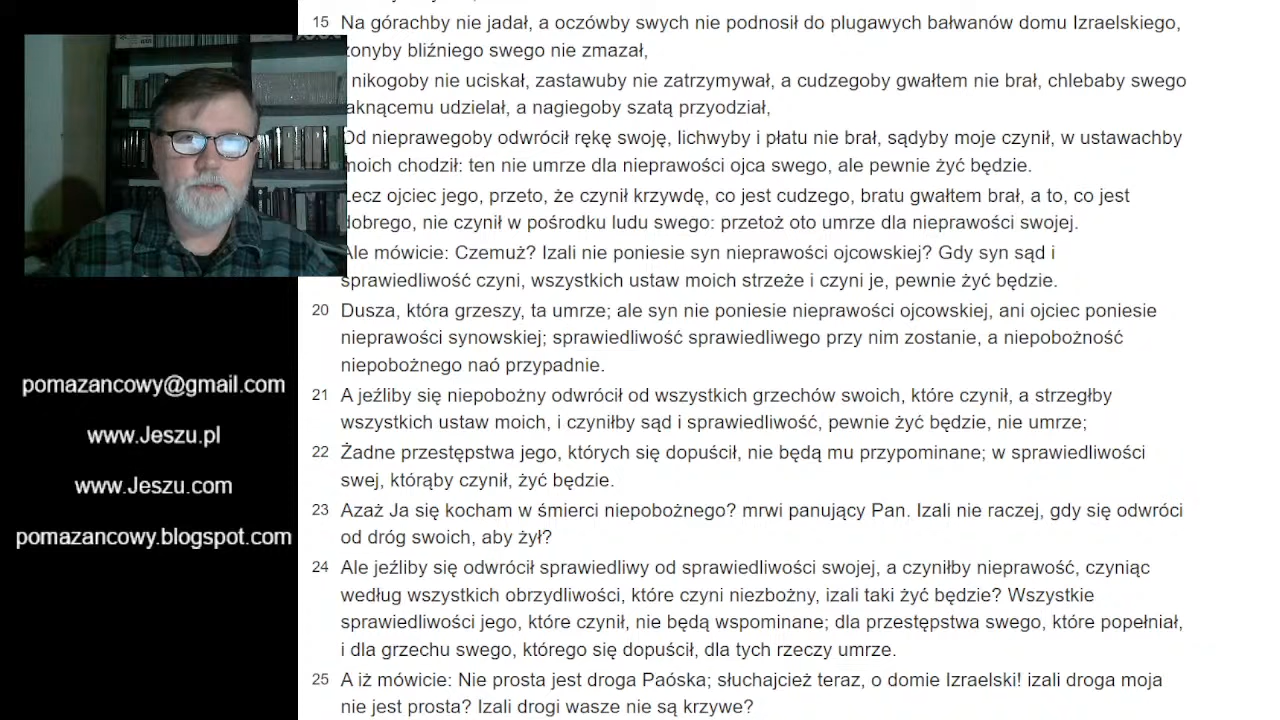 15 Na górachby nie jadał, a oczówby swych nie podnosił do plugawych bałwanów domu Izraelskiego,
żonyby bliźniego swego nie zmazał,
nikogoby nie uciskał, zastawuby nie zatrzymywał, a cudzegoby gwałtem nie brał, chlebaby swego
łaknącemu udzielał, a nagiegoby szatą przyodział,
Od nieprawegoby odwrócił rękę swoję, lichwyby i płatu nie brał, sądyby moje czynił, w ustawachby
moich chodził: ten nie umrze dla nieprawości ojca swego, ale pewnie żyć będzie.
Lecz ojciec jego, przeto, że czynił krzywdę, co jest cudzego, bratu gwałtem brał, a to, co jest
dobrego, nie czynił w pośrodku ludu swego: przetoż oto umrze dla nieprawości swojej.
Ale mówicie: Czemuż? Izali nie poniesie syn nieprawości ojcowskiej? Gdy syn sąd i
sprawiedliwość czyni, wszystkich ustaw moich strzeże i czyni je, pewnie żyć będzie.
20 Dusza, która grzeszy, ta umrze; ale syn nie poniesie nieprawości ojcowskiej, ani ojciec poniesie
nieprawości synowskiej; sprawiedliwość sprawiedliwego przy nim zostanie, a niepobożność
niepobożnego naó przypadnie.
21 A jeźliby się niepobożny odwrócił od wszystkich grzechów swoich, które czynił, a strzegłby
wszystkich ustaw moich, i czyniłby sąd i sprawiedliwość, pewnie żyć będzie, nie umrze;
22 Żadne przestępstwa jego, których się dopuścił, nie będą mu przypominane; w sprawiedliwości
swej, którąby czynił, żyć będzie.
23 Azaż Ja się kocham w śmierci niepobożnego? mrwi panujący Pan. Izali nie raczej, gdy się odwróci
od dróg swoich, aby żył?
24 Ale jeźliby się odwrócił sprawiedliwy od sprawiedliwości swojej, a czyniłby nieprawość, czyniąc
według wszystkich obrzydliwości, które czyni niezbożny, izali taki żyć będzie? Wszystkie
sprawiedliwości jego, które czynił, nie będą wspominane; dla przestępstwa swego, które popełniał,
i dla grzechu swego, którego się dopuścił, dla tych rzeczy umrze.
25 A iż mówicie: Nie prosta jest droga Paóska; słuchajcież teraz, o domie Izraelski! izali droga moja
nie jest prosta? Izali drogi wasze nie są krzywe?
pomazancowy@gmail.com
www.Jeszu.pl
www.Jeszu.com
pomazancowy.blogspot.com